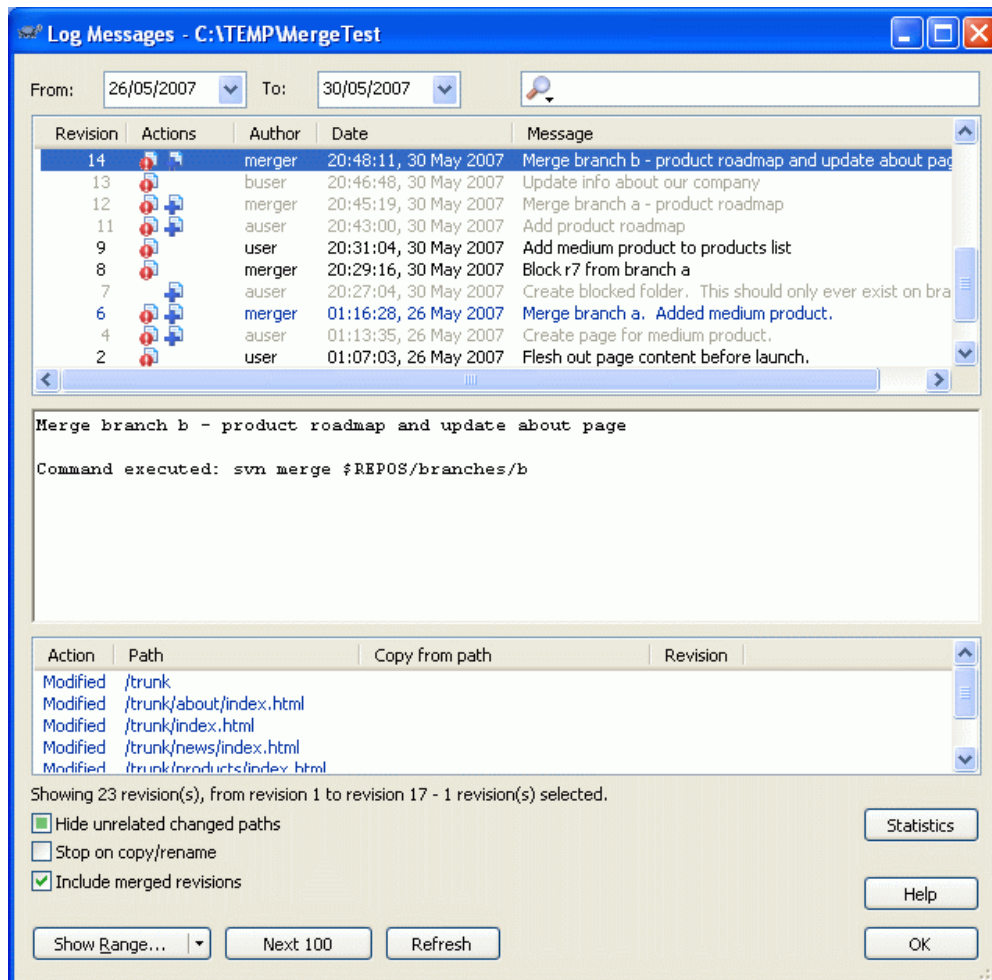 Log Messages - C:\TEMP\MergeTest
From: 26/05/2007 To: 30/05/2007
Revision Actions Author Date Message
14 merger 20:48:11, 30 May 2007 Merge branch b - product roadmap and update about pag
13 buser 20:46:48, 30 May 2007 Update info about our company
12 merger 20:45:19, 30 May 2007 Merge branch a - product roadmap
11 auser 20:43:00, 30 May 2007 Add product roadmap
9 user 20:31:04, 30 May 2007 Add medium product to products list
8 merger 20:29:16, 30 May 2007 Block r7 from branch a
7 auser 20:27:04, 30 May 2007 Create blocked folder. This should only ever exist on bra
6 merger 01:16:28, 26 May 2007 Merge branch a. Added medium product.
4 auser 01:13:35, 26 May 2007 Create page for medium product.
2 user 01:07:03, 26 May 2007 Flesh out page content before launch.
Merge branch b - product roadmap and update about page
Command executed: svn merge $REPOS/branches/b
Action Path Copy from path Revision
Modified /trunk
Modified /trunk/about/index.html
Modified /trunk/index.html
Modified /trunk/news/index.html
Modified /trunk/products/index.html
Showing 23 revision(s), from revision 1 to revision 17 - 1 revision(s) selected.
Hide unrelated changed paths
Statistics
Stop on copy/rename
Include merged revisions
Help
Show Range... Next 100 Refresh OK